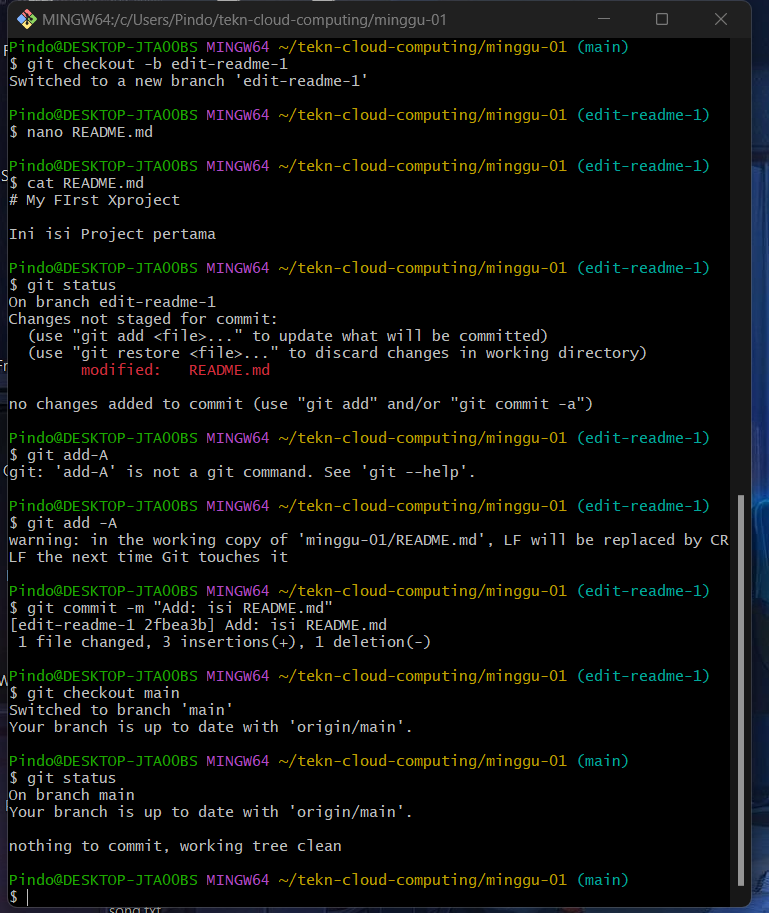 MINGW64:/c/Users/Pindo/tekn-cloud-computing/minggu-01
Pindo@DESKTOP-JTAO0BS MINGW64 ~/tekn-cloud-computing/minggu-01 (main)
$ git checkout -b edit-readme-1
Switched to a new branch 'edit-readme-1'
Pindo@DESKTOP-JTAO0BS MINGW64 ~/tekn-cloud-computing/minggu-01 (edit-readme-1)
$ nano README.md
Pindo@DESKTOP-JTAO0BS MINGW64 ~/tekn-cloud-computing/minggu-01 (edit-readme-1)
$ cat README.md
# My FIrst Xproject
Ini isi Project pertama
Pindo@DESKTOP-JTAO0BS MINGW64 ~/tekn-cloud-computing/minggu-01 (edit-readme-1)
$ git status
On branch edit-readme-1
Changes not staged for commit:
  (use "git add <file>..." to update what will be committed)
  (use "git restore <file>..." to discard changes in working directory)
        modified:   README.md
no changes added to commit (use "git add" and/or "git commit -a")
Pindo@DESKTOP-JTAO0BS MINGW64 ~/tekn-cloud-computing/minggu-01 (edit-readme-1)
$ git add-A
git: 'add-A' is not a git command. See 'git --help'.
Pindo@DESKTOP-JTAO0BS MINGW64 ~/tekn-cloud-computing/minggu-01 (edit-readme-1)
$ git add -A
warning: in the working copy of 'minggu-01/README.md', LF will be replaced by CR
LF the next time Git touches it
Pindo@DESKTOP-JTAO0BS MINGW64 ~/tekn-cloud-computing/minggu-01 (edit-readme-1)
$ git commit -m "Add: isi README.md"
[edit-readme-1 2fbea3b] Add: isi README.md
 1 file changed, 3 insertions(+), 1 deletion(-)
Pindo@DESKTOP-JTAO0BS MINGW64 ~/tekn-cloud-computing/minggu-01 (edit-readme-1)
$ git checkout main
Switched to branch 'main'
Your branch is up to date with 'origin/main'.
Pindo@DESKTOP-JTAO0BS MINGW64 ~/tekn-cloud-computing/minggu-01 (main)
$ git status
On branch main
Your branch is up to date with 'origin/main'.
nothing to commit, working tree clean
Pindo@DESKTOP-JTAO0BS MINGW64 ~/tekn-cloud-computing/minggu-01 (main)
$